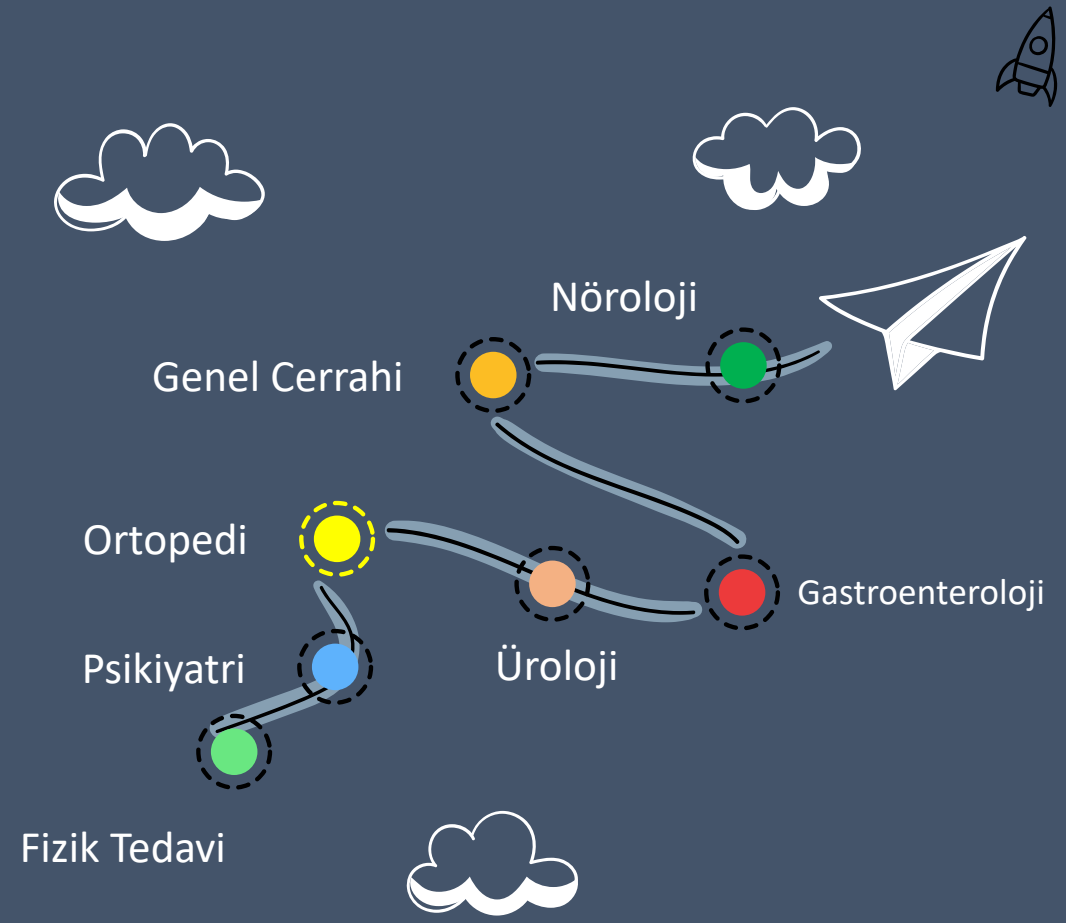 Nöroloji
Genel Cerrahi
Ortopedi
Gastroenteroloji
Psikiyatri
Üroloji
Fizik Tedavi